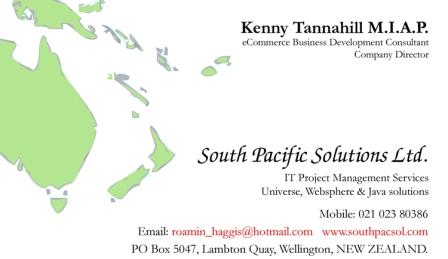 Kenny Tannahill M.I.A.P.
eCommerce Business Development Consultant
Company Director
South Pacific Solutions Ltd.
IT Project Management Services
Universe, Websphere & Java solutions
Mobile: 021 023 80386
Email: roamin_haggis@hotmail.com www.southpacsol.com
PO Box 5047, Lambton Quay, Wellington, NEW ZEALAND.